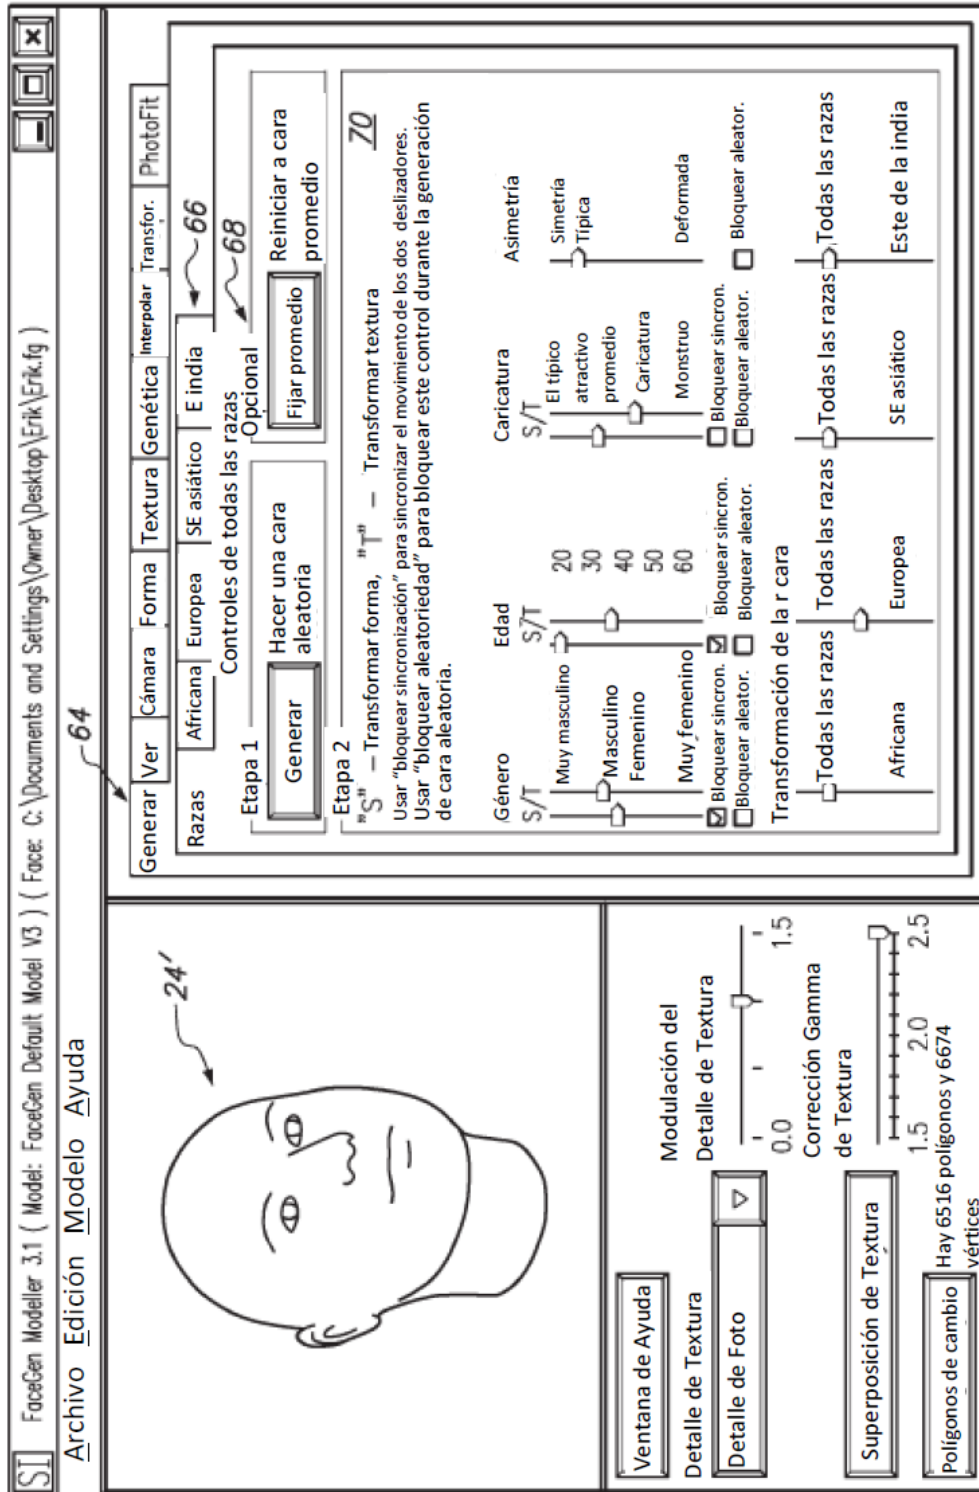 SI FaceGen Modeller 3.1 ( Model: FaceGen Default Model V3 ) ( Face: C:\Documents and Settings\Owner\Desktop\Erik\Erik.fg )
Archivo Edición Modelo Ayuda
24'
64
Generar Ver Cámara Forma Textura Genética Interpolar Transfor. PhotoFit
Razas Africana Europea SE asiático E india
66
Controles de todas las razas
68
Etapa 1
Opcional
Generar
Hacer una cara
aleatoria
Fijar promedio
Reiniciar a cara
promedio
Etapa 2
70
"S" – Transformar forma, "T" – Transformar textura
Usar "bloquear sincronización" para sincronizar el movimiento de los dos deslizadores.
Usar "bloquear aleatoriedad" para bloquear este control durante la generación
de cara aleatoria.
Género Edad Caricatura Asimetría
S/T S/T S/T
Muy masculino
Masculino
Femenino
Muy femenino
20
30
40
50
60
El típico
atractivo
promedio
Caricatura
Monstruo
Simetría
Típica
Deformada
Bloquear sincron. Bloquear sincron. Bloquear sincron.
Bloquear aleator. Bloquear aleator. Bloquear aleator. Bloquear aleator.
Transformación de la r cara
Todas las razas Todas las razas Todas las razas Todas las razas
Africana Europea SE asiático Este de la india
Ventana de Ayuda
Detalle de Textura
Detalle de Foto
Modulación del
Detalle de Textura
0.0 1.5
Corrección Gamma
de Textura
1.5 2.0 2.5
Superposición de Textura
Polígonos de cambio
Hay 6516 polígonos y 6674
vértices